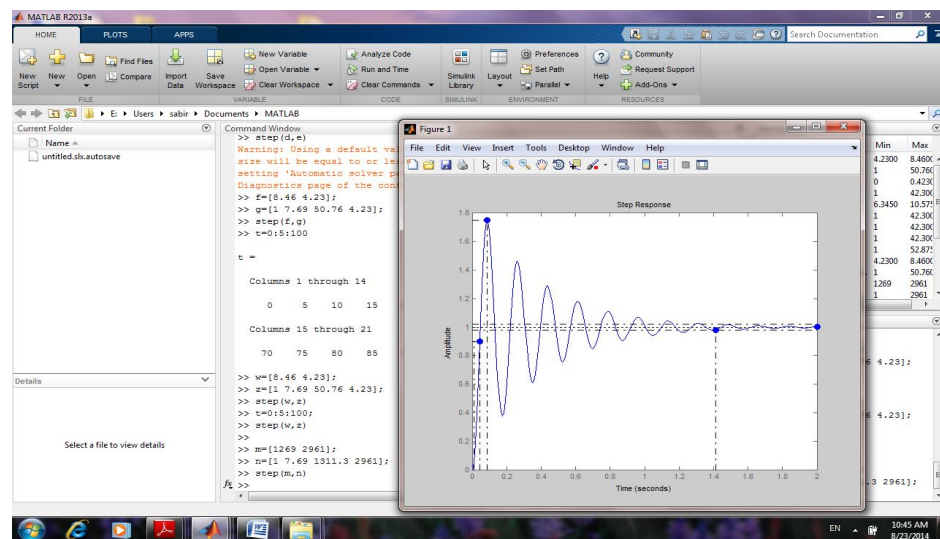 MATLAB R2013a
HOME PLOTS APPS
Search Documentation
New Script
New
Open
Find Files
Compare
Import Data
Save Workspace
New Variable
Open Variable
Clear Workspace
Analyze Code
Run and Time
Clear Commands
Simulink Library
Layout
Preferences
Set Path
Parallel
Help
Community
Request Support
Add-Ons
FILE VARIABLE CODE SIMULINK ENVIRONMENT RESOURCES
E: Users sabir Documents MATLAB
Current Folder
Name
untitled.slx.autosave
Details
Select a file to view details
Command Window
>> step(d,e)
Warning: Using a default va
size will be equal to or le
setting 'Automatic solver pa
Diagnostics page of the con
>> f=[8.46 4.23];
>> g=[1 7.69 50.76 4.23];
>> step(f,g)
>> t=0:5:100
t =
Columns 1 through 14
0 5 10 15
Columns 15 through 21
70 75 80 85
>> w=[8.46 4.23];
>> z=[1 7.69 50.76 4.23];
>> step(w,z)
>> t=0:5:100;
>> step(w,z)
>>
>> m=[1269 2961];
>> n=[1 7.69 1311.3 2961];
>> step(m,n)
fx >>
Figure 1
File Edit View Insert Tools Desktop Window Help
Step Response
Amplitude
1.8
1.6
1.4
1.2
1
0.8
0.6
0.4
0.2
0
0 0.2 0.4 0.6 0.8 1 1.2 1.4 1.6 1.8 2
Time (seconds)
Min Max
4.2300 8.460
1 50.760
0 0.423
1 42.30
6.3450 10.57
1 42.30
1 42.30
1 52.87
4.2300 8.460
1 50.760
1269 2961
1 2961
6 4.23];
6 4.23];
.3 2961];
EN
10:45 AM
8/23/2014